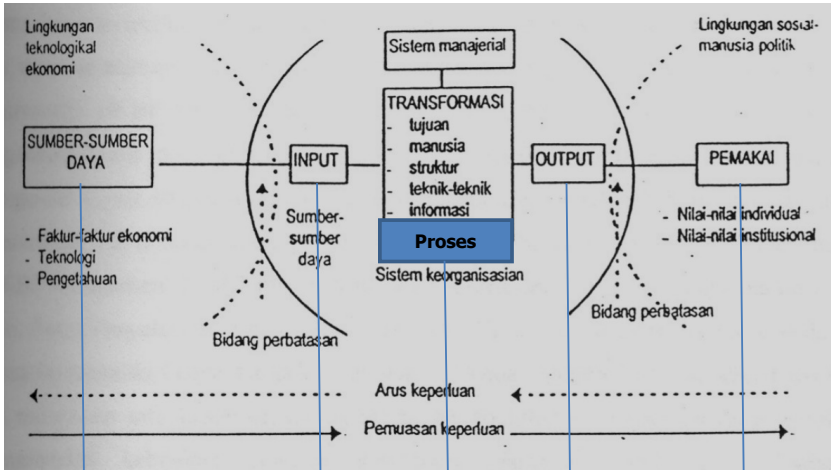 Lingkungan
teknologikal
ekonomi
Sistem manajerial
Lingkungan sosial-
manusia politik
SUMBER-SUMBER
DAYA
INPUT
TRANSFORMASI
- tujuan
- manusia
- struktur
- teknik-teknik
- informasi
Proses
OUTPUT
PEMAKAI
- Faktur-faktur ekonomi
- Teknologi
- Pengetahuan
Sumber-
sumber
daya
Sistem keorganisasian
- Nilai-nilai individual
- Nilai-nilai institusional
Bidang perbatasan
Bidang perbatasan
Arus keperluan
Pemuasan keperluan